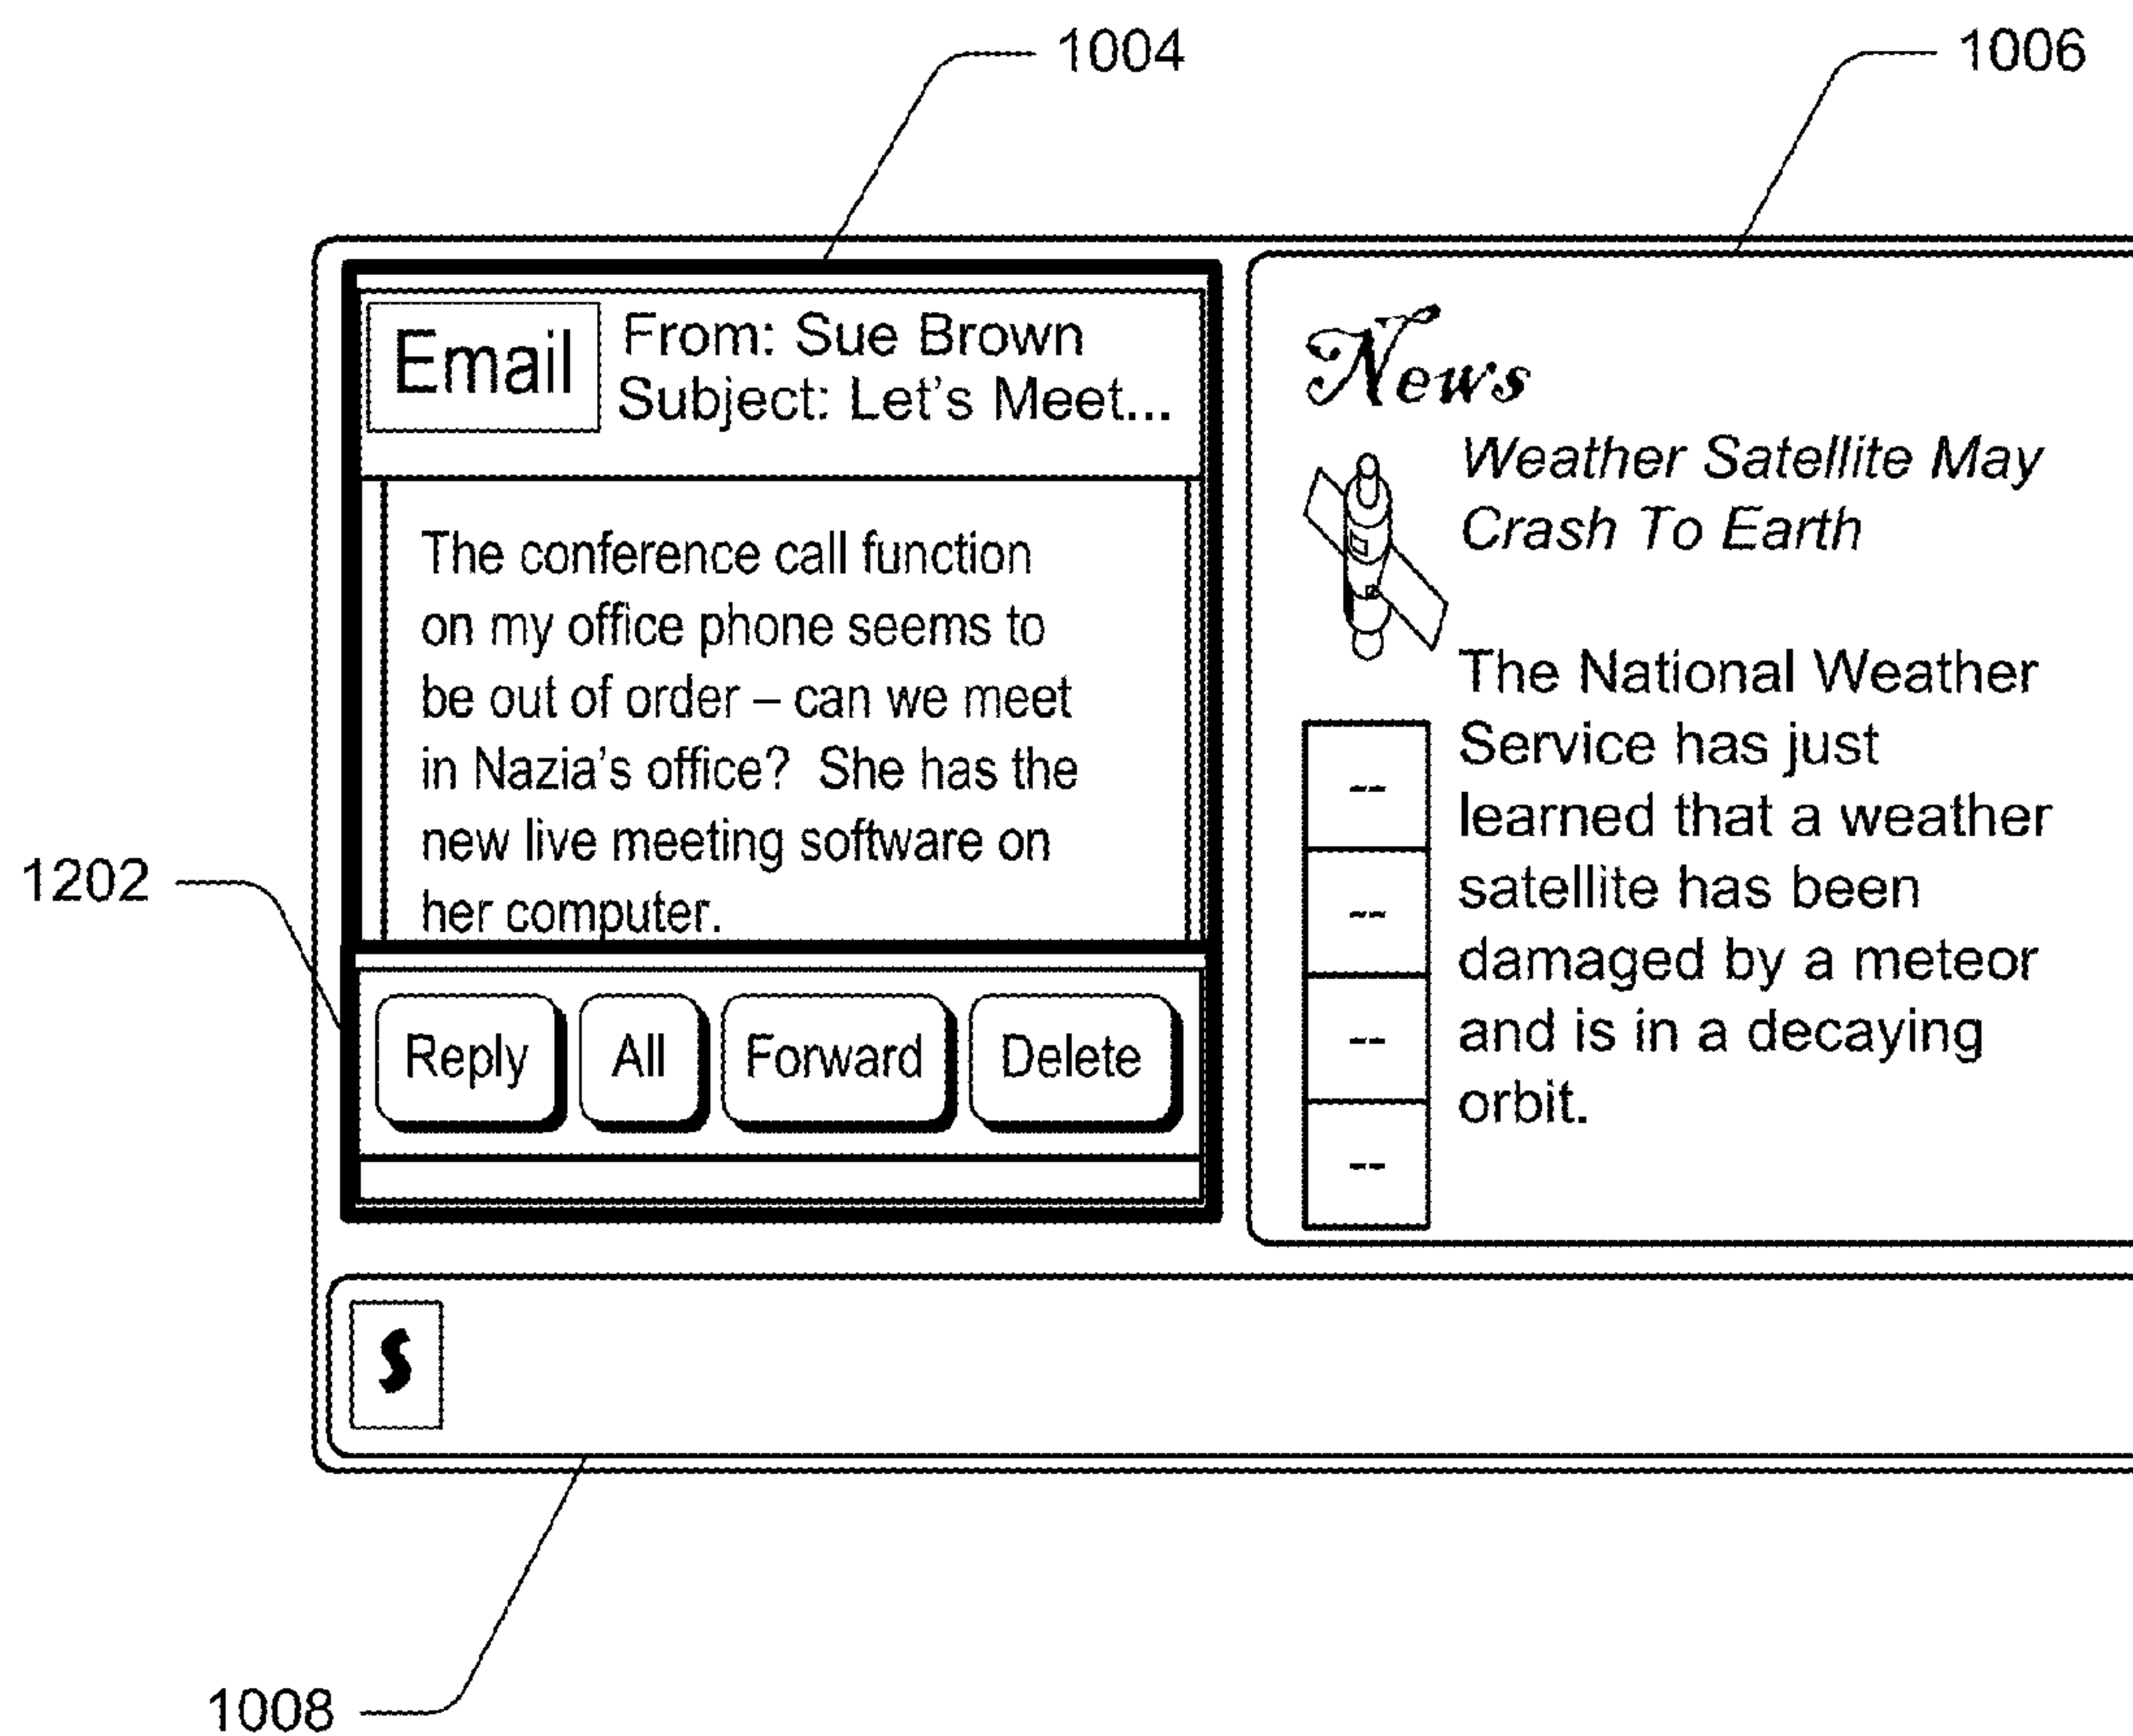 1004
1006
Email
From: Sue Brown
Subject: Let's Meet...
The conference call function
on my office phone seems to
be out of order – can we meet
in Nazia's office?  She has the
new live meeting software on
her computer.
1202
Reply
All
Forward
Delete
News
Weather Satellite May
Crash To Earth
The National Weather
Service has just
learned that a weather
satellite has been
damaged by a meteor
and is in a decaying
orbit.
--
--
--
--
S
1008